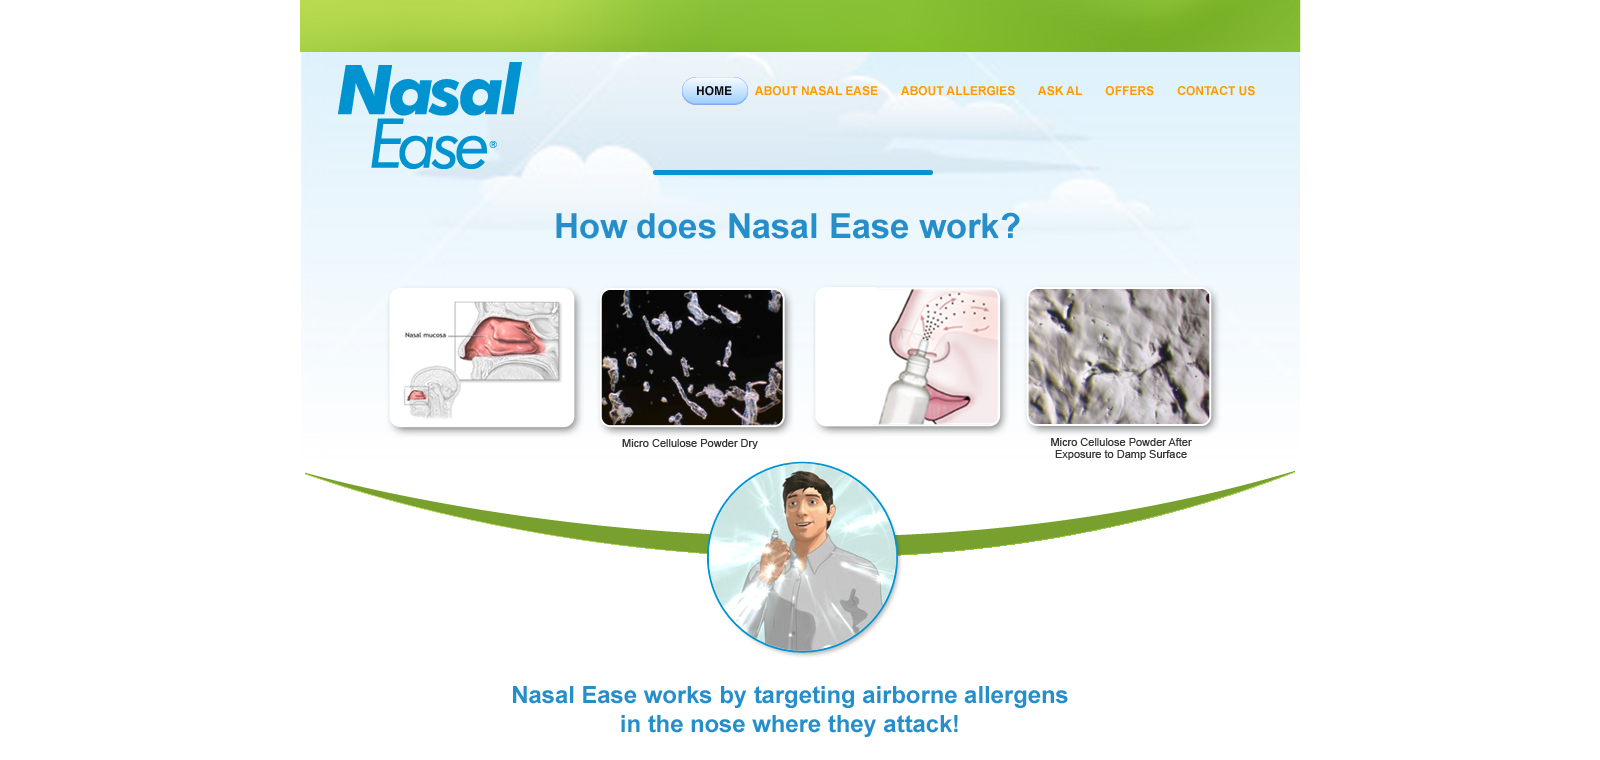 Nasal
Ease®
HOME ABOUT NASAL EASE ABOUT ALLERGIES ASK AL OFFERS CONTACT US
How does Nasal Ease work?
Nasal mucosa
Micro Cellulose Powder Dry
Micro Cellulose Powder After
Exposure to Damp Surface
Nasal Ease works by targeting airborne allergens
in the nose where they attack!